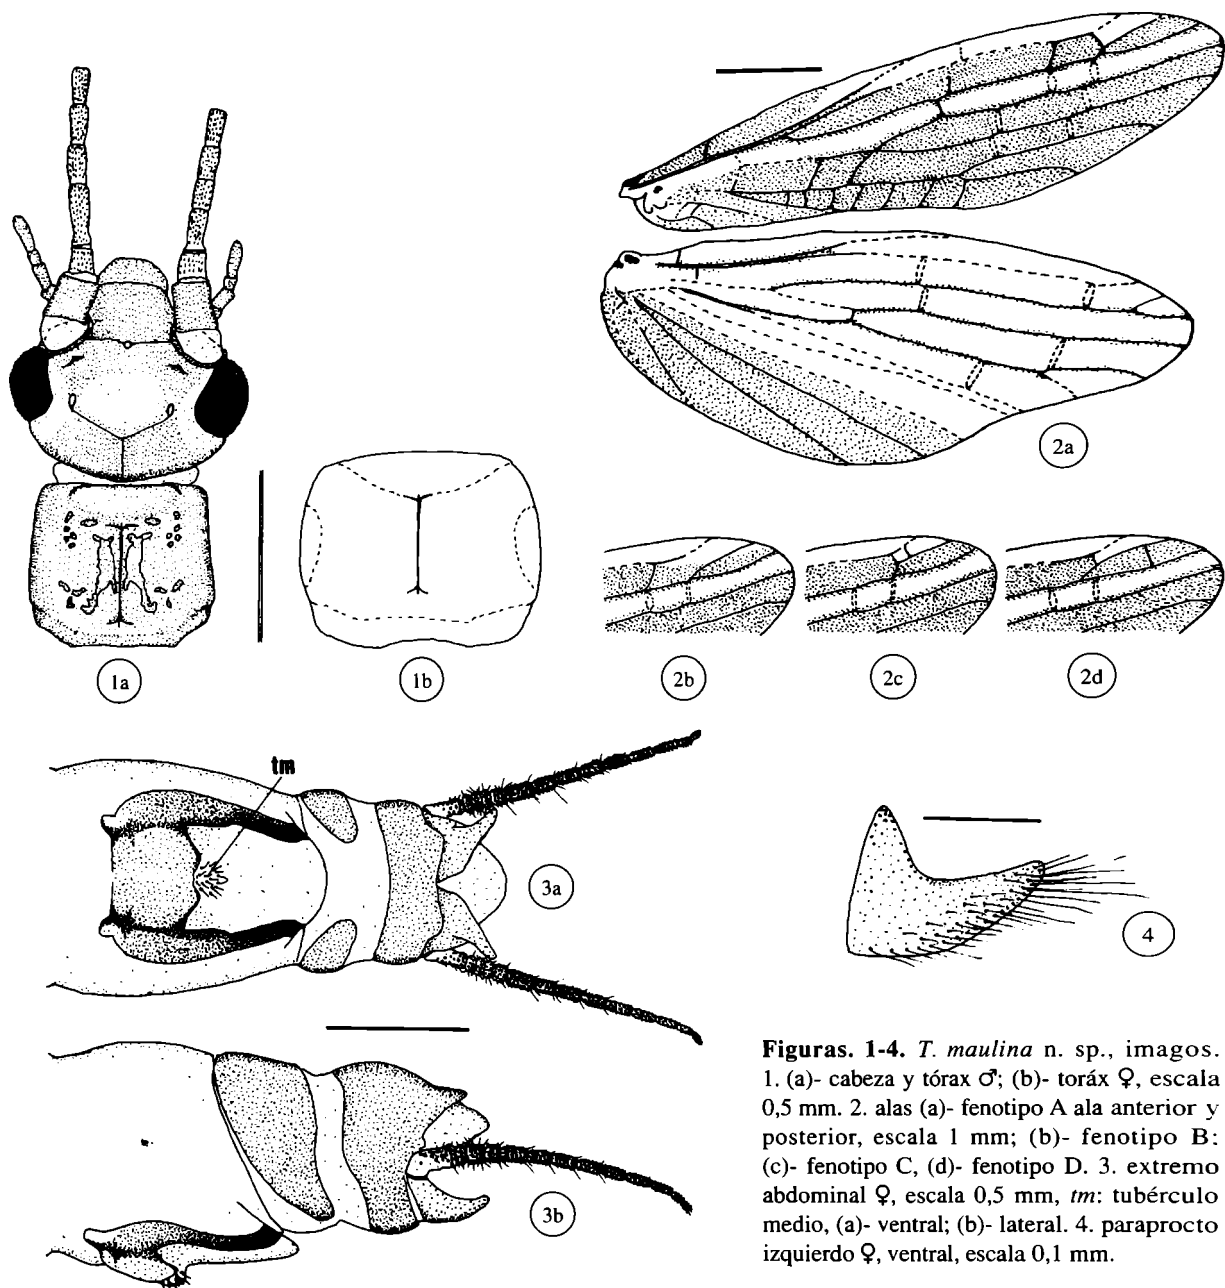 2a
1a
1b
2b
2c
2d
tm
3a
4
3b
Figuras. 1-4. T. maulina n. sp., imagos.
1. (a)- cabeza y tórax ♂; (b)- toráx ♀, escala
0,5 mm. 2. alas (a)- fenotipo A ala anterior y
posterior, escala 1 mm; (b)- fenotipo B:
(c)- fenotipo C, (d)- fenotipo D. 3. extremo
abdominal ♀, escala 0,5 mm, tm: tubérculo
medio, (a)- ventral; (b)- lateral. 4. paraprocto
izquierdo ♀, ventral, escala 0,1 mm.